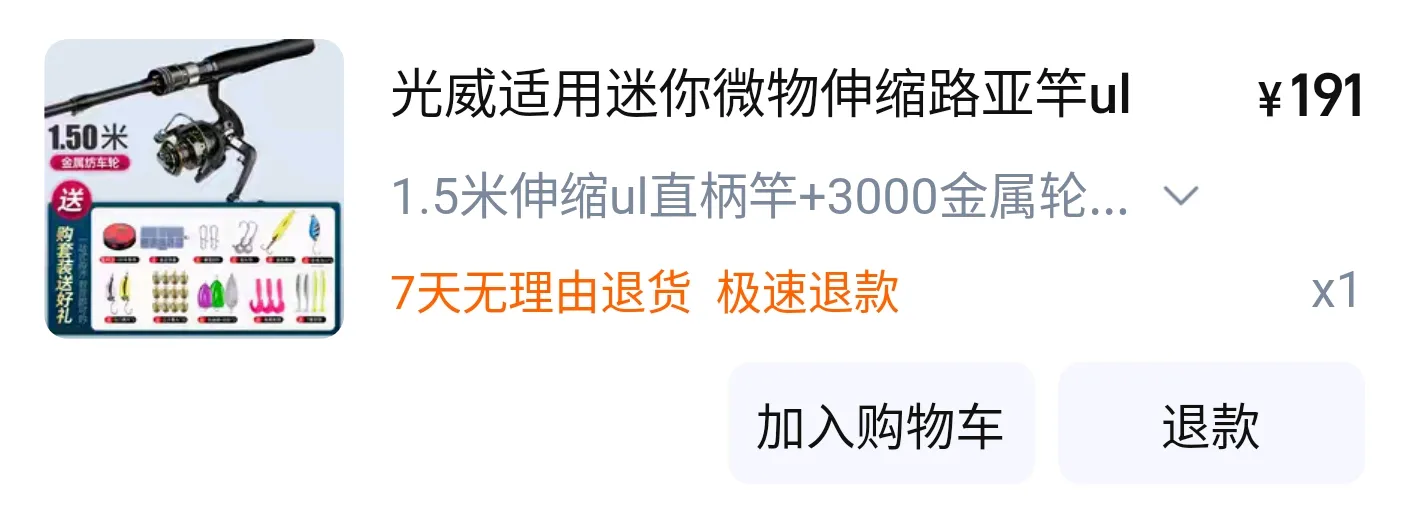 光威适用迷你微物伸缩路亚竿ul
¥191
1.5米伸缩ul直柄竿+3000金属轮...
7天无理由退货 极速退款
x1
加入购物车
退款
1.50米
金属纺车轮
送
购套装送好礼